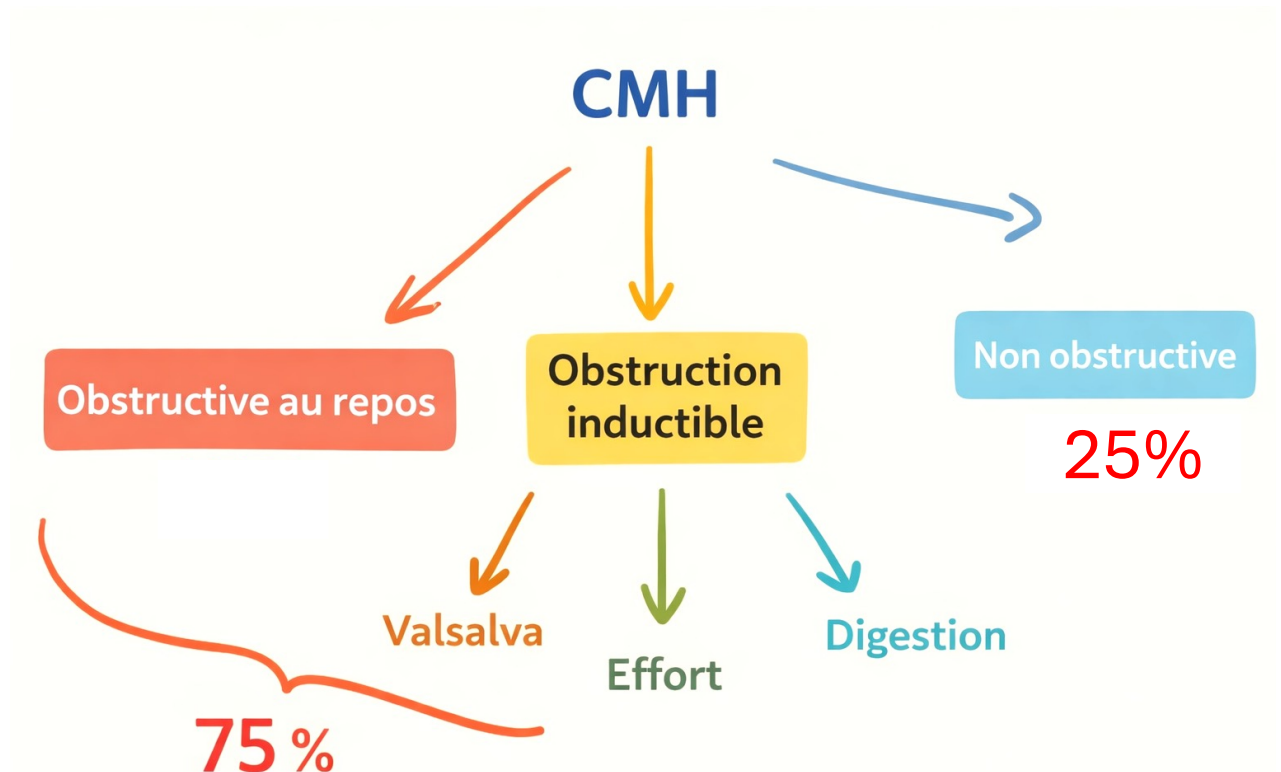 CMH
Obstructive au repos
Obstruction
inductible
Non obstructive
25%
Valsalva
Effort
Digestion
75 %